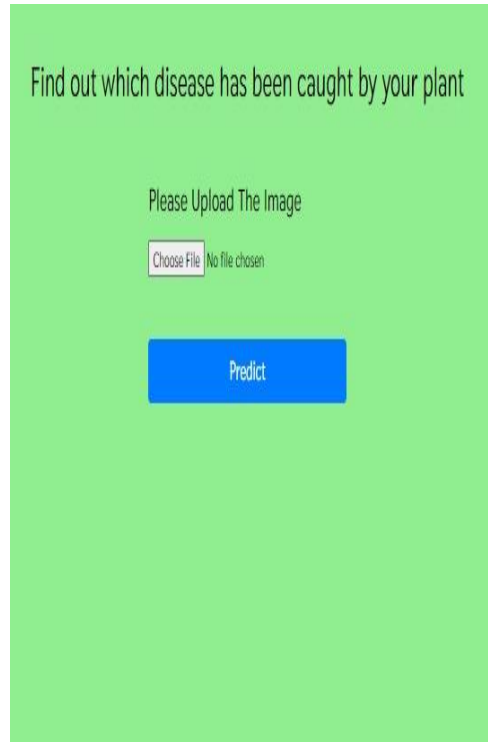 Find out which disease has been caught by your plant
Please Upload The Image
Choose File No file chosen
Predict